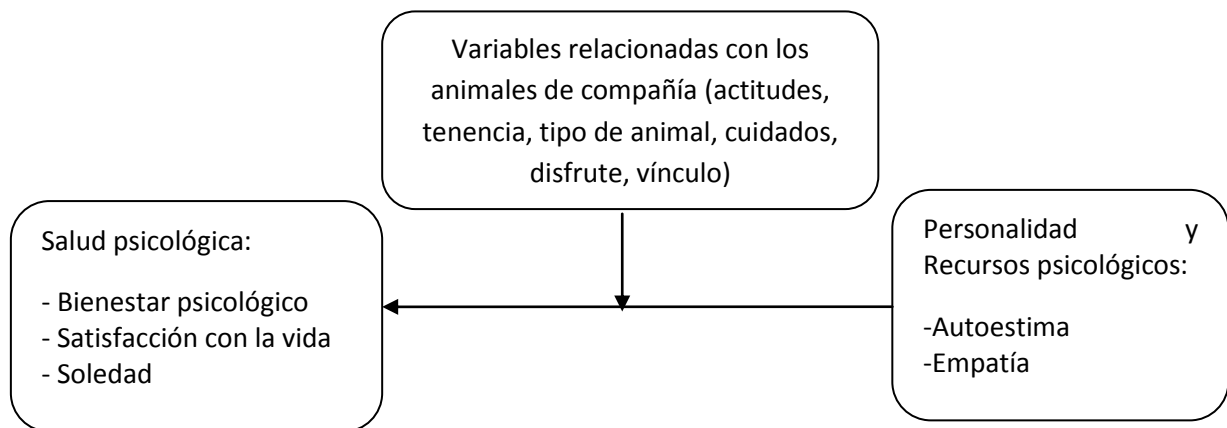 Variables relacionadas con los
animales de compañía (actitudes,
tenencia, tipo de animal, cuidados,
disfrute, vínculo)
Salud psicológica:
- Bienestar psicológico
- Satisfacción con la vida
- Soledad
Personalidad y
Recursos psicológicos:
-Autoestima
-Empatía